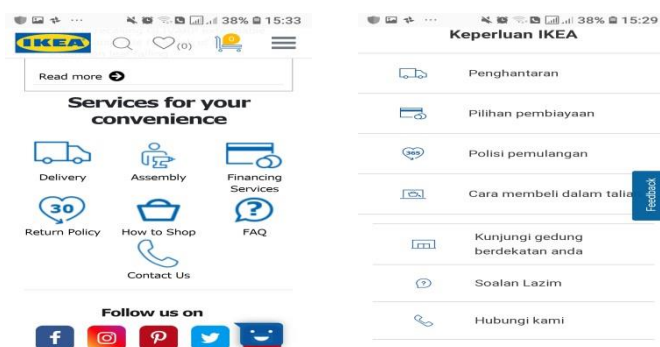 38% 15:33
IKEA
(0)
Read more
Services for your
convenience
Delivery
Assembly
Financing
Services
30
Return Policy
How to Shop
FAQ
Contact Us
Follow us on
38% 15:29
Keperluan IKEA
Penghantaran
Pilihan pembiayaan
365
Polisi pemulangan
Cara membeli dalam talia
Feedback
Kunjungi gedung
berdekatan anda
Soalan Lazim
Hubungi kami